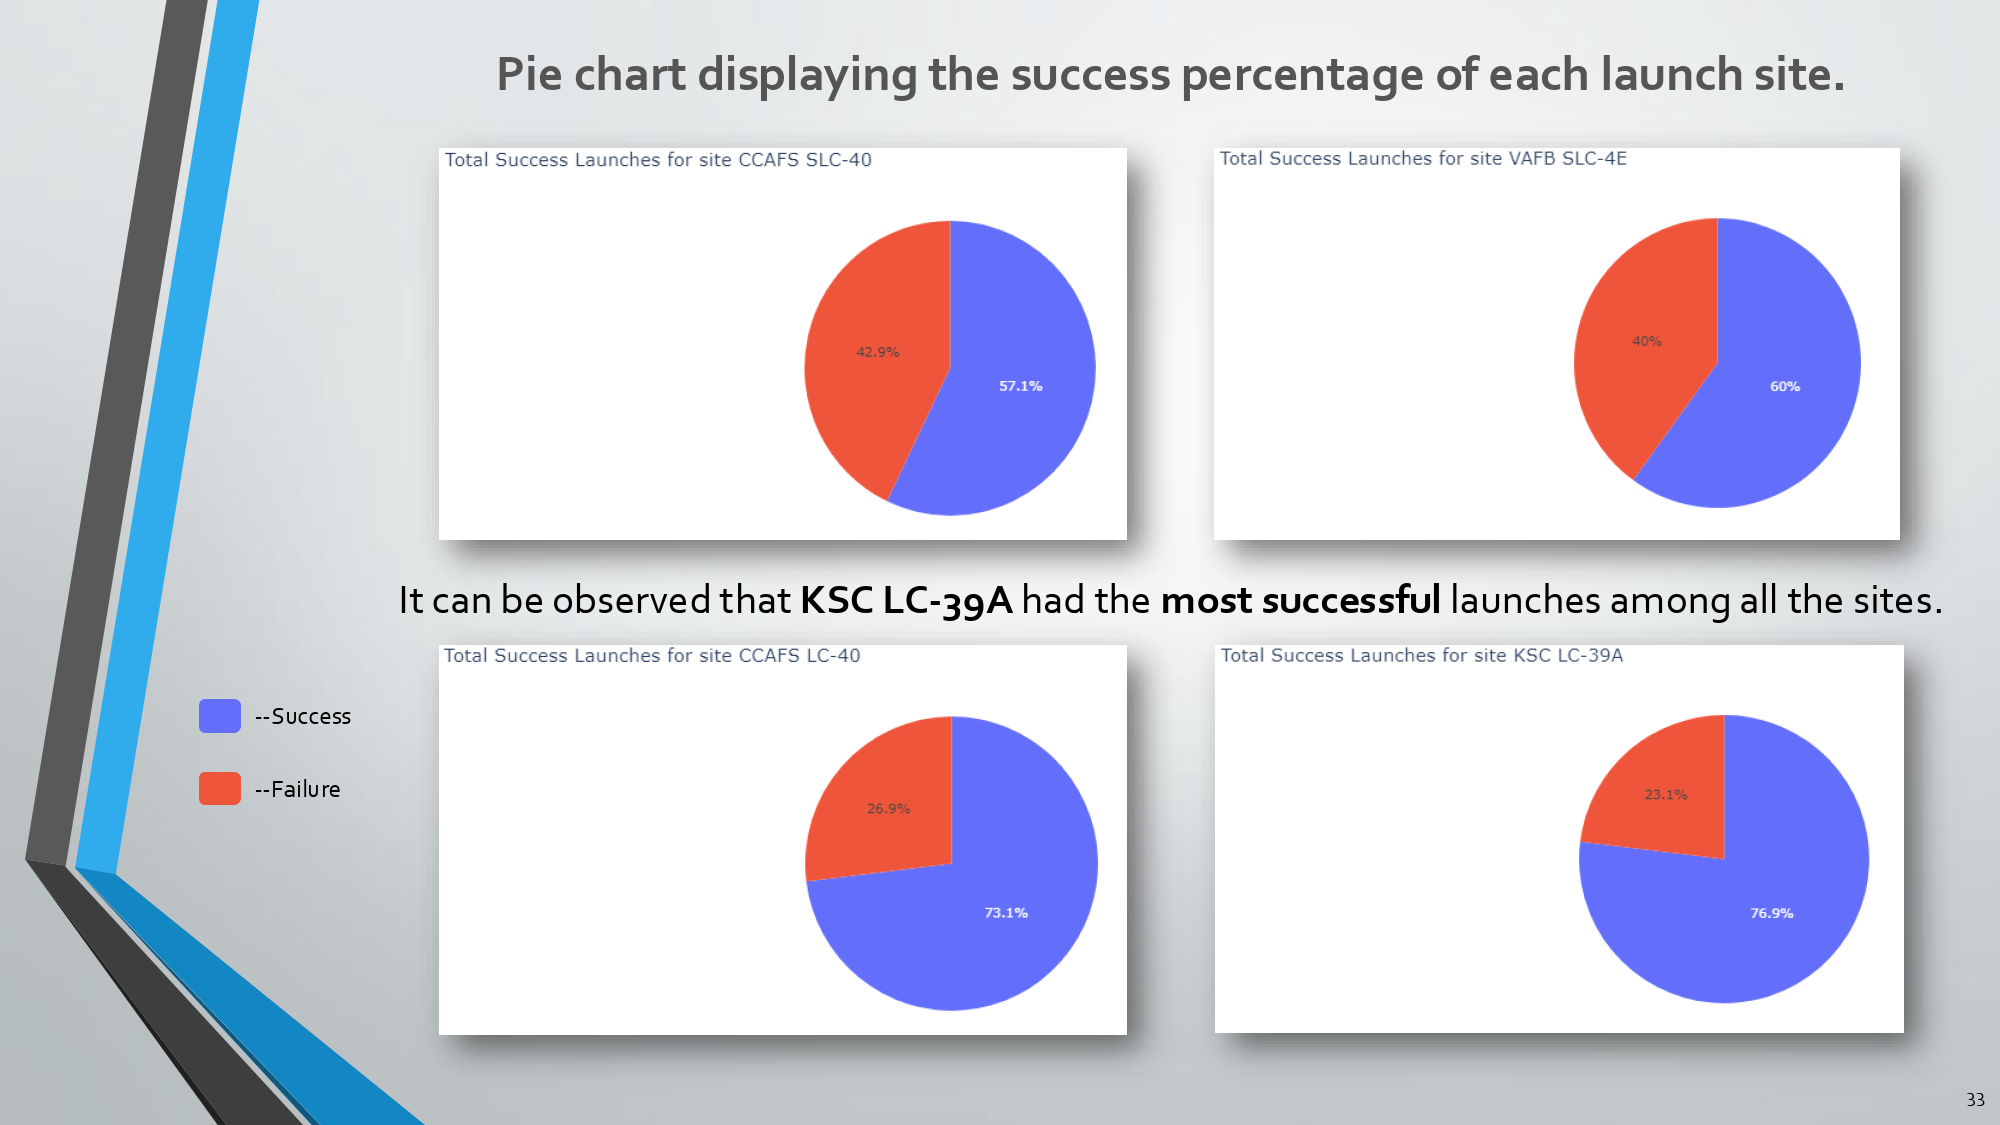 Pie chart displaying the success percentage of each launch site.
Total Success Launches for site CCAFS SLC-40
42.9%
57.1%
Total Success Launches for site VAFB SLC-4E
40%
60%
It can be observed that KSC LC-39A had the most successful launches among all the sites.
--Success
--Failure
Total Success Launches for site CCAFS LC-40
26.9%
73.1%
Total Success Launches for site KSC LC-39A
23.1%
76.9%
33